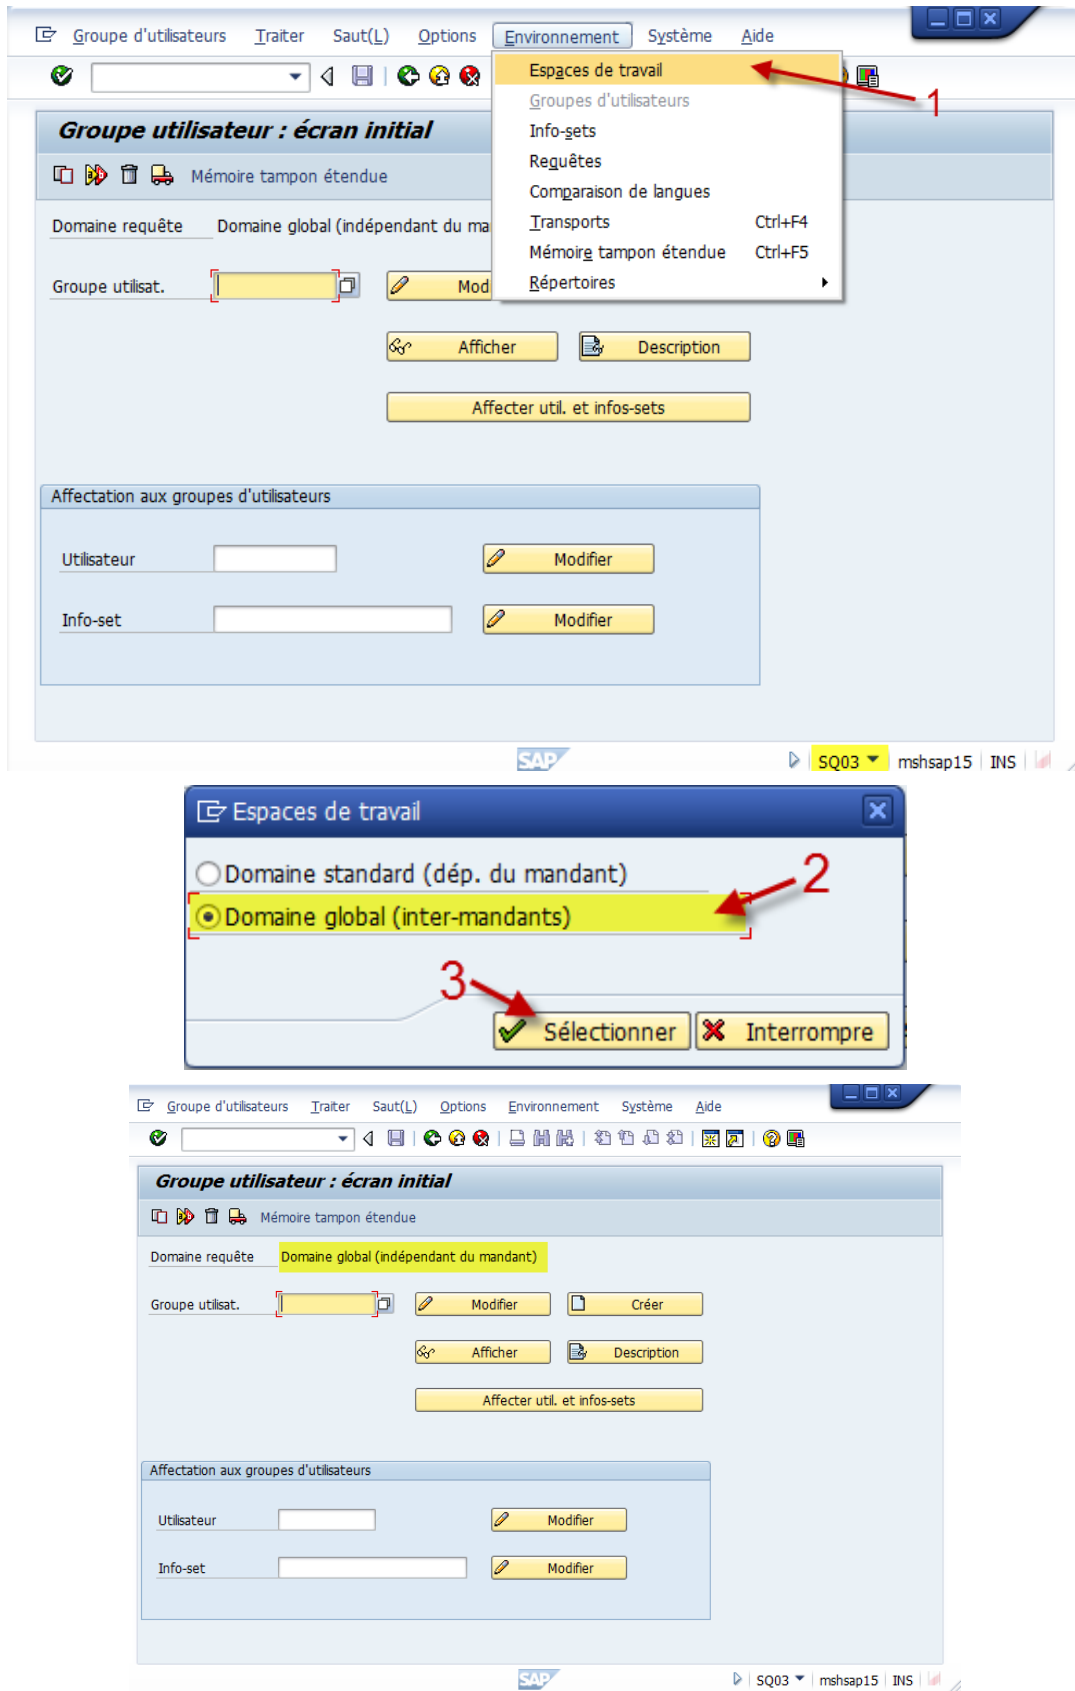 Groupe d'utilisateurs Traiter Saut(L) Options Environnement Système Aide
Espaces de travail
1
Groupes d'utilisateurs
Groupe utilisateur : écran initial
Info-sets
Requêtes
Mémoire tampon étendue
Comparaison de langues
Domaine requête Domaine global (indépendant du ma
Transports Ctrl+F4
Mémoire tampon étendue Ctrl+F5
Groupe utilisat. Modi
Répertoires
Afficher Description
Affecter util. et infos-sets
Affectation aux groupes d'utilisateurs
Utilisateur Modifier
Info-set Modifier
SAP SQ03 mshsap15 INS
Espaces de travail
Domaine standard (dép. du mandant)
2
Domaine global (inter-mandants)
3
Sélectionner Interrompre
Groupe d'utilisateurs Traiter Saut(L) Options Environnement Système Aide
Groupe utilisateur : écran initial
Mémoire tampon étendue
Domaine requête Domaine global (indépendant du mandant)
Groupe utilisat. Modifier Créer
Afficher Description
Affecter util. et infos-sets
Affectation aux groupes d'utilisateurs
Utilisateur Modifier
Info-set Modifier
SAP SQ03 mshsap15 INS